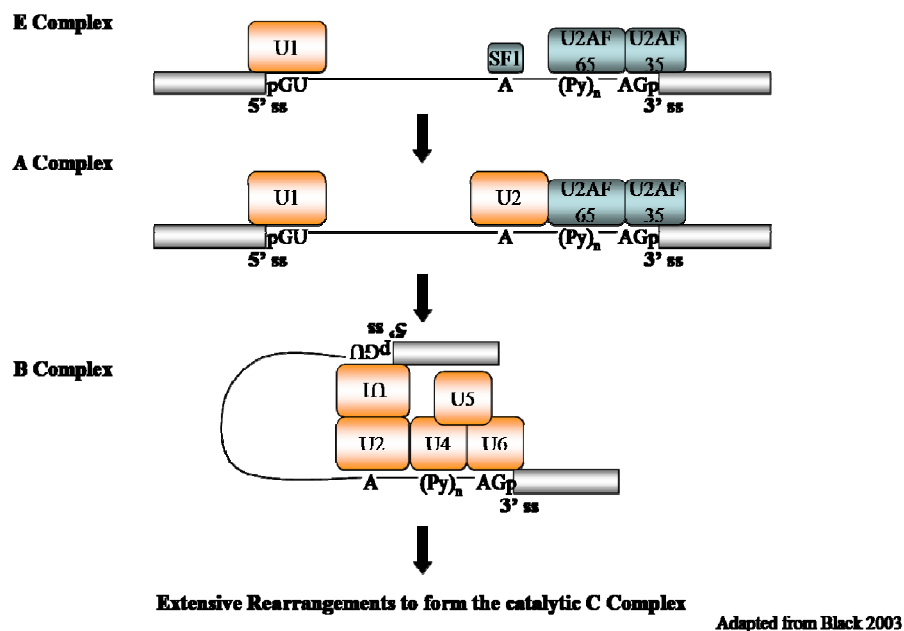 E Complex
U1
SF1
U2AF
65
U2AF
35
pGU
A
(Py)n
AGp
5' ss
3' ss
A Complex
U1
U2
U2AF
65
U2AF
35
pGU
A
(Py)n
AGp
5' ss
3' ss
5' ss
pGU
B Complex
U1
U5
U2
U4
U6
A
(Py)n
AGp
3' ss
Extensive Rearrangements to form the catalytic C Complex
Adapted from Black 2003